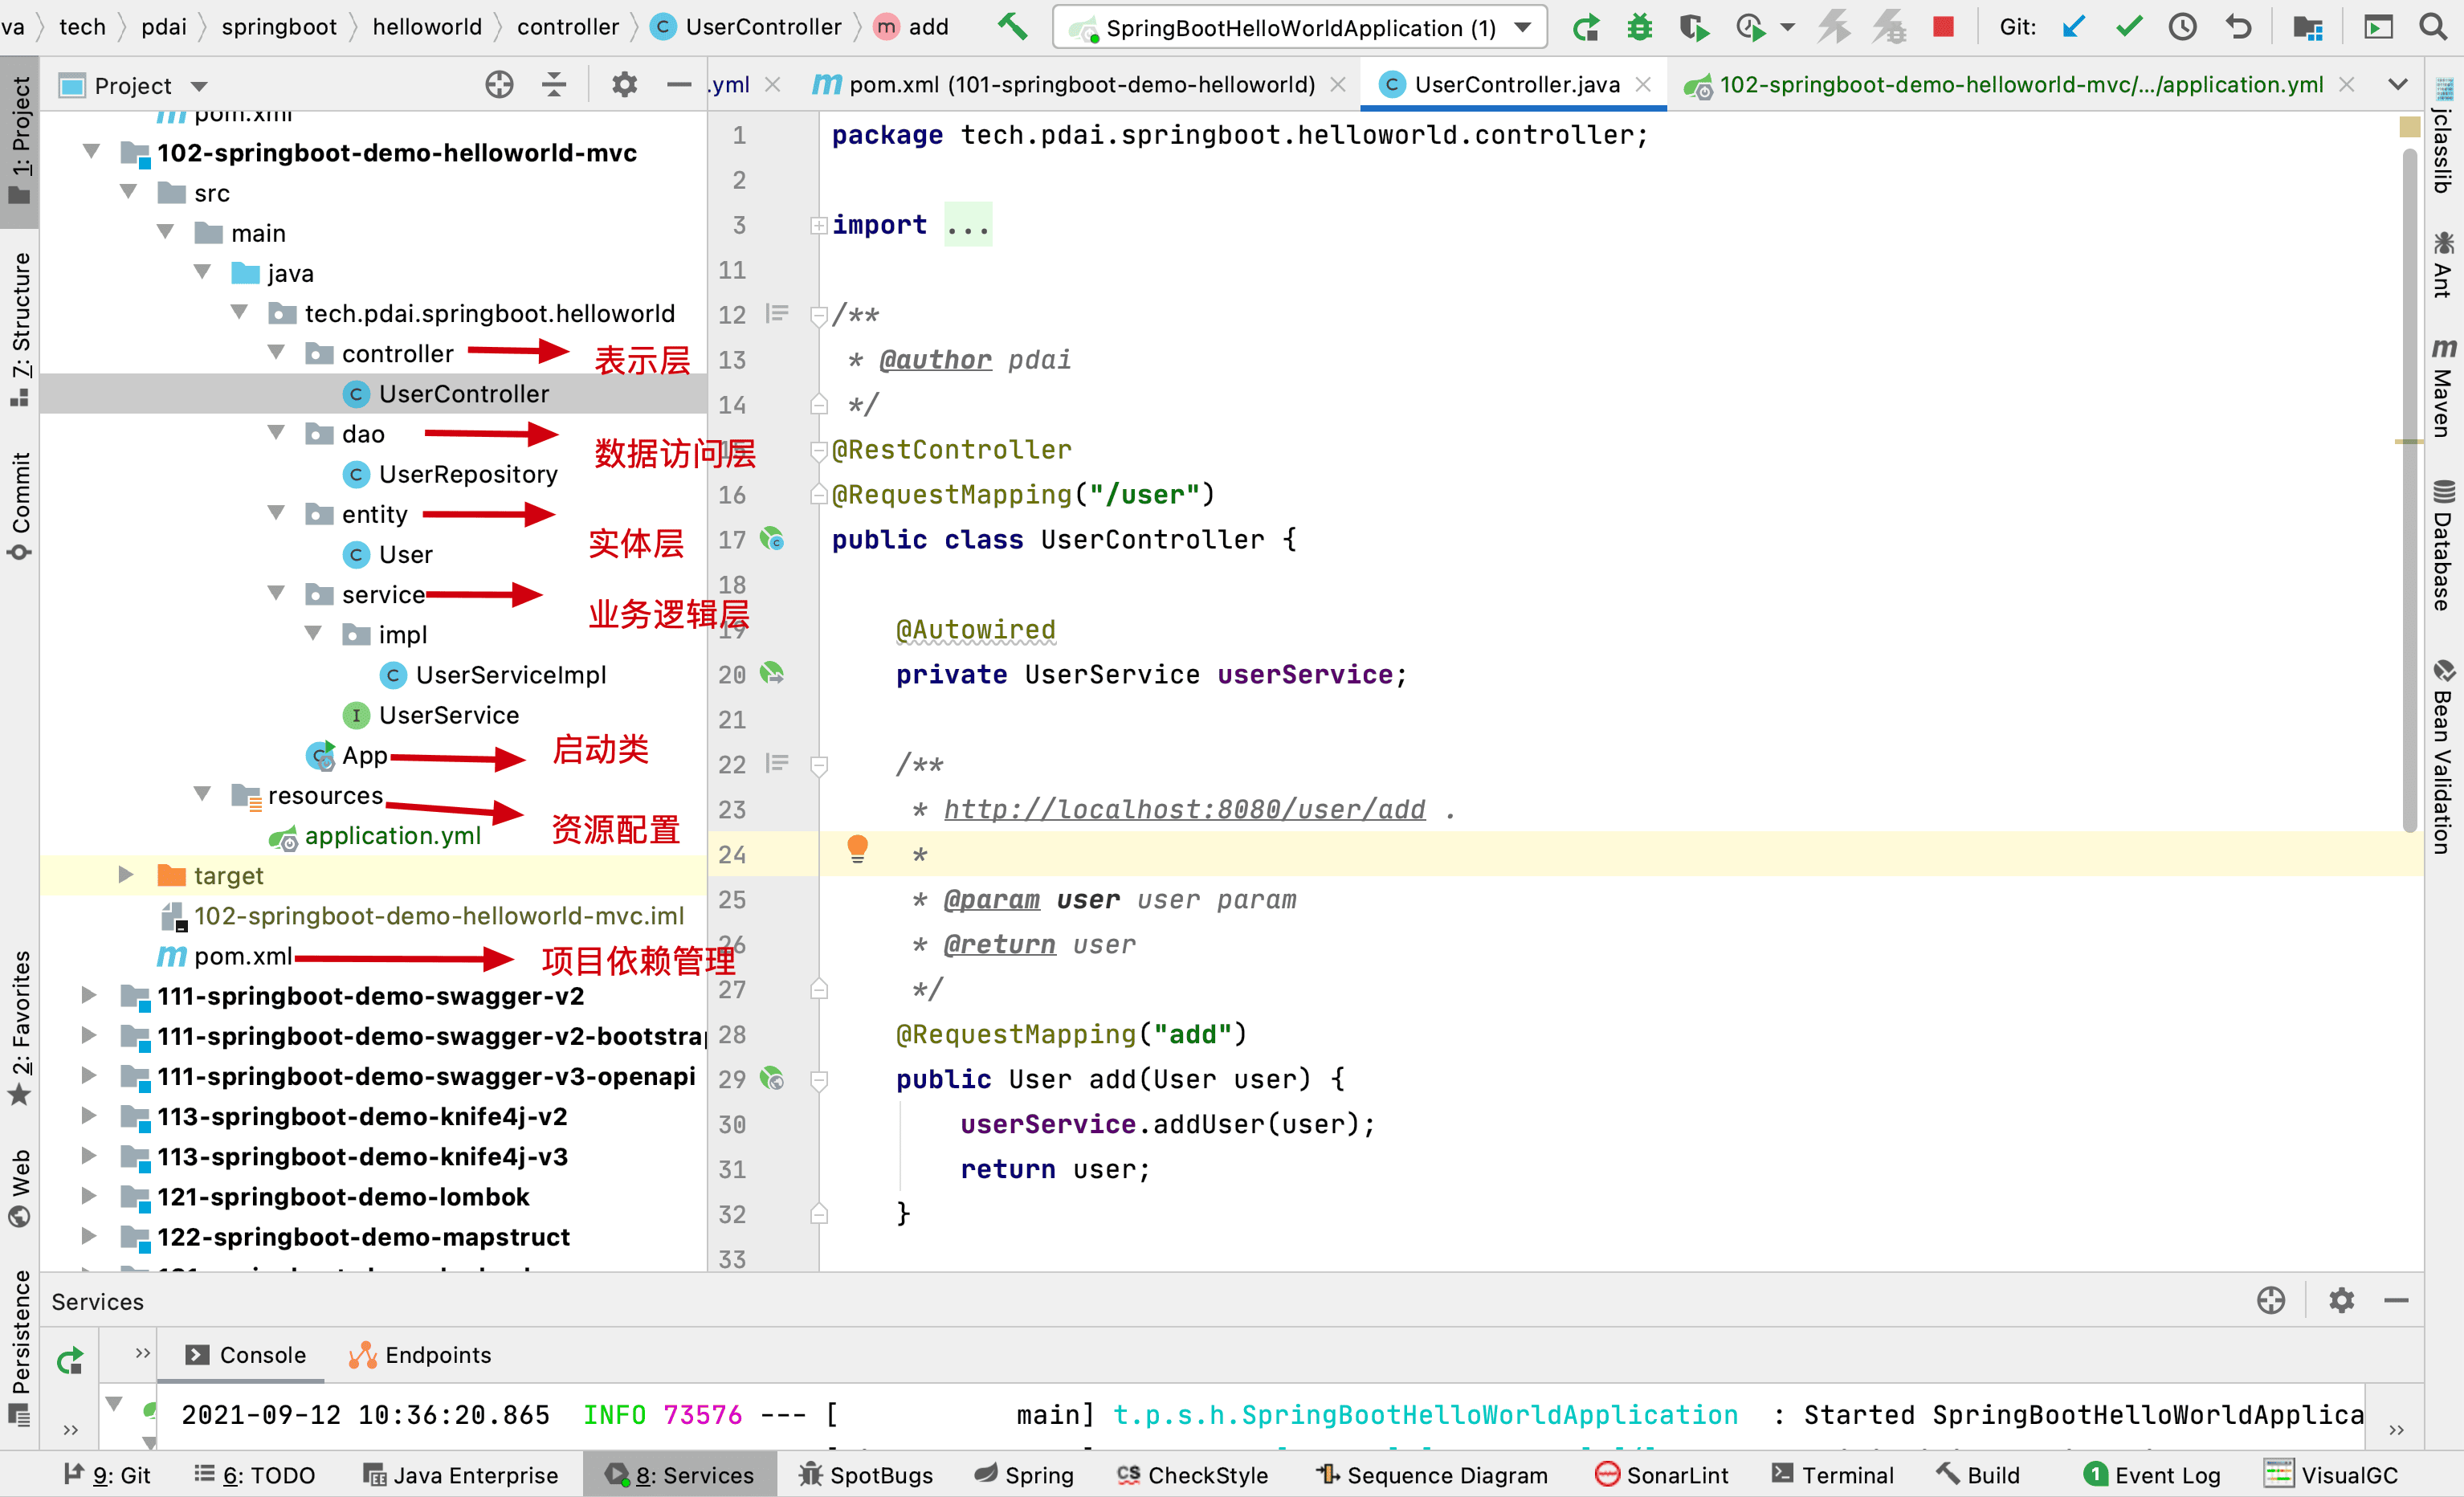 va tech pdai springboot helloworld controller UserController add
SpringBootHelloWorldApplication (1)
Git:
Project
.yml
pom.xml (101-springboot-demo-helloworld)
UserController.java
102-springboot-demo-helloworld-mvc/.../application.yml
1: Project
7: Structure
Commit
2: Favorites
Web
Persistence
pom.xml
102-springboot-demo-helloworld-mvc
src
main
java
tech.pdai.springboot.helloworld
controller
表示层
UserController
dao
数据访问层
UserRepository
entity
实体层
User
service
业务逻辑层
impl
UserServiceImpl
UserService
App
启动类
resources
资源配置
application.yml
target
102-springboot-demo-helloworld-mvc.iml
pom.xml
项目依赖管理
111-springboot-demo-swagger-v2
111-springboot-demo-swagger-v2-bootstrap
111-springboot-demo-swagger-v3-openapi
113-springboot-demo-knife4j-v2
113-springboot-demo-knife4j-v3
121-springboot-demo-lombok
122-springboot-demo-mapstruct
1 package tech.pdai.springboot.helloworld.controller;
2
3 import ...
11
12 /**
13 * @author pdai
14 */
15 @RestController
16 @RequestMapping("/user")
17 public class UserController {
18
19 @Autowired
20 private UserService userService;
21
22 /**
23 * http://localhost:8080/user/add .
24 *
25 * @param user user param
26 * @return user
27 */
28 @RequestMapping("add")
29 public User add(User user) {
30 userService.addUser(user);
31 return user;
32 }
33
jclasslib
Ant
Maven
Database
Bean Validation
Services
Console
Endpoints
2021-09-12 10:36:20.865 INFO 73576 --- [ main] t.p.s.h.SpringBootHelloWorldApplication : Started SpringBootHelloWorldApplica
9: Git
6: TODO
Java Enterprise
8: Services
SpotBugs
Spring
CheckStyle
Sequence Diagram
SonarLint
Terminal
Build
1 Event Log
VisualGC